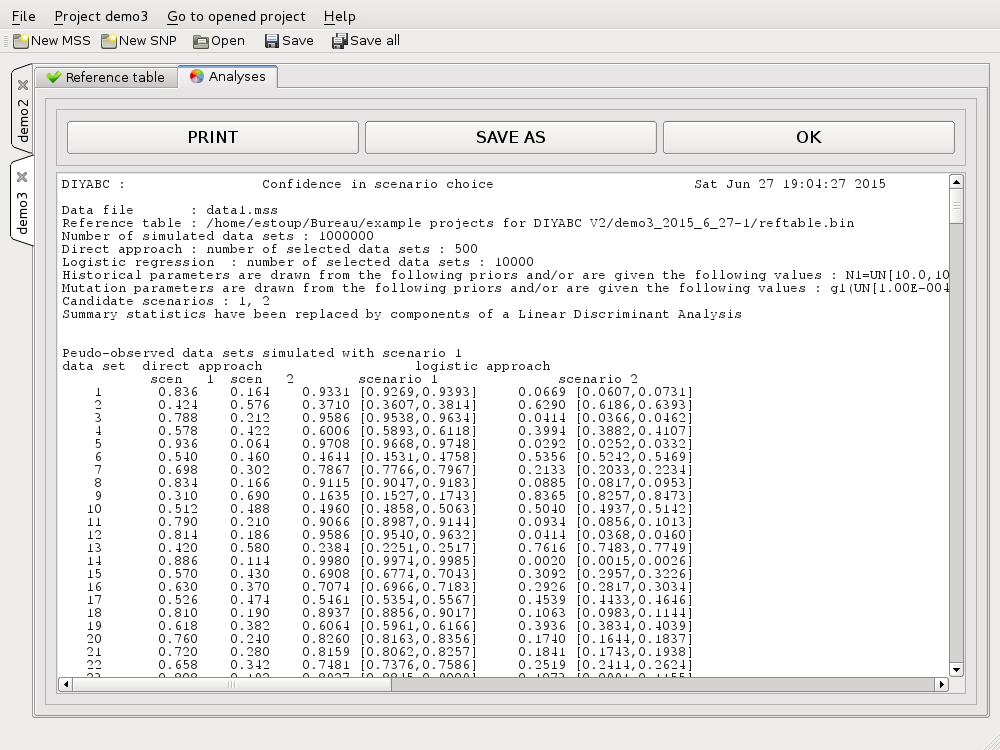 File Project demo3 Go to opened project Help
New MSS New SNP Open Save Save all
demo2
demo3
Reference table Analyses
PRINT SAVE AS OK
DIYABC : Confidence in scenario choice Sat Jun 27 19:04:27 2015
Data file : data1.mss
Reference table : /home/estoup/Bureau/example projects for DIYABC V2/demo3_2015_6_27-1/reftable.bin
Number of simulated data sets : 1000000
Direct approach : number of selected data sets : 500
Logistic regression : number of selected data sets : 10000
Historical parameters are drawn from the following priors and/or are given the following values : N1=UN[10.0,10
Mutation parameters are drawn from the following priors and/or are given the following values : g1(UN[1.00E-004
Candidate scenarios : 1, 2
Summary statistics have been replaced by components of a Linear Discriminant Analysis
Peudo-observed data sets simulated with scenario 1
data set direct approach logistic approach
scen 1 scen 2 scenario 1 scenario 2
1 0.836 0.164 0.9331 [0.9269,0.9393] 0.0669 [0.0607,0.0731]
2 0.424 0.576 0.3710 [0.3607,0.3814] 0.6290 [0.6186,0.6393]
3 0.788 0.212 0.9586 [0.9538,0.9634] 0.0414 [0.0366,0.0462]
4 0.578 0.422 0.6006 [0.5893,0.6118] 0.3994 [0.3882,0.4107]
5 0.936 0.064 0.9708 [0.9668,0.9748] 0.0292 [0.0252,0.0332]
6 0.540 0.460 0.4644 [0.4531,0.4758] 0.5356 [0.5242,0.5469]
7 0.698 0.302 0.7867 [0.7766,0.7967] 0.2133 [0.2033,0.2234]
8 0.834 0.166 0.9115 [0.9047,0.9183] 0.0885 [0.0817,0.0953]
9 0.310 0.690 0.1635 [0.1527,0.1743] 0.8365 [0.8257,0.8473]
10 0.512 0.488 0.4960 [0.4858,0.5063] 0.5040 [0.4937,0.5142]
11 0.790 0.210 0.9066 [0.8987,0.9144] 0.0934 [0.0856,0.1013]
12 0.814 0.186 0.9586 [0.9540,0.9632] 0.0414 [0.0368,0.0460]
13 0.420 0.580 0.2384 [0.2251,0.2517] 0.7616 [0.7483,0.7749]
14 0.886 0.114 0.9980 [0.9974,0.9985] 0.0020 [0.0015,0.0026]
15 0.570 0.430 0.6908 [0.6774,0.7043] 0.3092 [0.2957,0.3226]
16 0.630 0.370 0.7074 [0.6966,0.7183] 0.2926 [0.2817,0.3034]
17 0.526 0.474 0.5461 [0.5354,0.5567] 0.4539 [0.4433,0.4646]
18 0.810 0.190 0.8937 [0.8856,0.9017] 0.1063 [0.0983,0.1144]
19 0.618 0.382 0.6064 [0.5961,0.6166] 0.3936 [0.3834,0.4039]
20 0.760 0.240 0.8260 [0.8163,0.8356] 0.1740 [0.1644,0.1837]
21 0.720 0.280 0.8159 [0.8062,0.8257] 0.1841 [0.1743,0.1938]
22 0.658 0.342 0.7481 [0.7376,0.7586] 0.2519 [0.2414,0.2624]